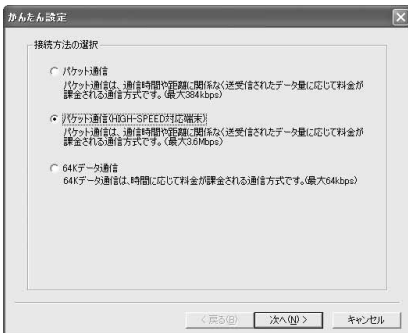 かんたん設定
接続方法の選択
パケット通信
パケット通信は、通信時間や距離に関係なく送受信されたデータ量に応じて料金が
課金される通信方式です。(最大384kbps)
パケット通信(HIGH-SPEED対応端末)
パケット通信は、通信時間や距離に関係なく送受信されたデータ量に応じて料金が
課金される通信方式です。(最大3.6Mbps)
64Kデータ通信
64Kデータ通信は、時間に応じて料金が課金される通信方式です。(最大64kbps)
< 戻る(B) 次へ(N) > キャンセル